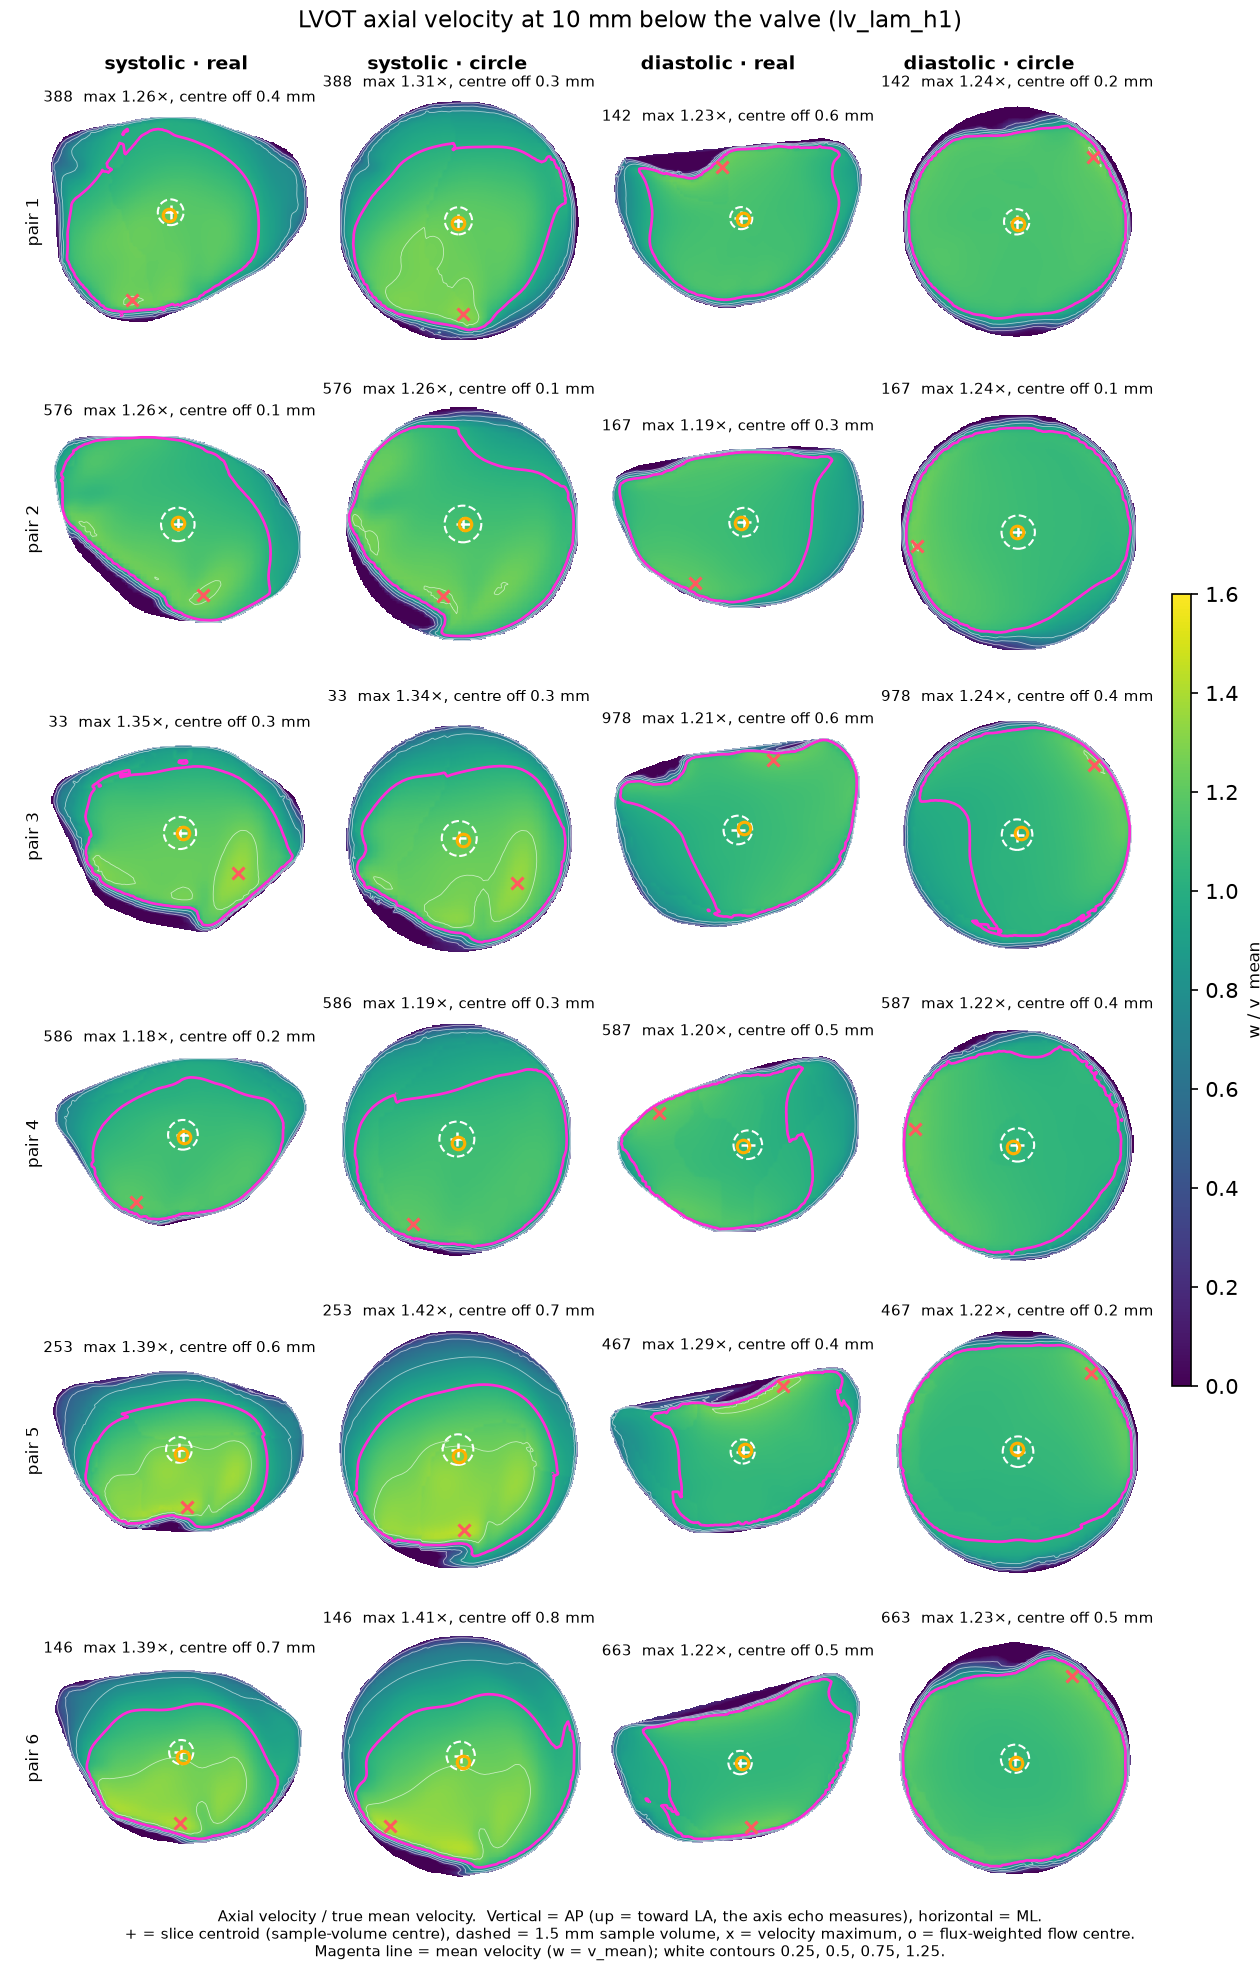 LVOT axial velocity at 10 mm below the valve (lv_lam_h1)
systolic · real
systolic · circle
diastolic · real
diastolic · circle
388 max 1.26×, centre off 0.4 mm
388 max 1.31×, centre off 0.3 mm
142 max 1.23×, centre off 0.6 mm
142 max 1.24×, centre off 0.2 mm
pair 1
576 max 1.26×, centre off 0.1 mm
576 max 1.26×, centre off 0.1 mm
167 max 1.19×, centre off 0.3 mm
167 max 1.24×, centre off 0.1 mm
pair 2
33 max 1.35×, centre off 0.3 mm
33 max 1.34×, centre off 0.3 mm
978 max 1.21×, centre off 0.6 mm
978 max 1.24×, centre off 0.4 mm
pair 3
586 max 1.18×, centre off 0.2 mm
586 max 1.19×, centre off 0.3 mm
587 max 1.20×, centre off 0.5 mm
587 max 1.22×, centre off 0.4 mm
pair 4
253 max 1.39×, centre off 0.6 mm
253 max 1.42×, centre off 0.7 mm
467 max 1.29×, centre off 0.4 mm
467 max 1.22×, centre off 0.2 mm
pair 5
146 max 1.39×, centre off 0.7 mm
146 max 1.41×, centre off 0.8 mm
663 max 1.22×, centre off 0.5 mm
663 max 1.23×, centre off 0.5 mm
pair 6
1.6
1.4
1.2
1.0
0.8
0.6
0.4
0.2
0.0
w / v_mean
Axial velocity / true mean velocity. Vertical = AP (up = toward LA, the axis echo measures), horizontal = ML.
+ = slice centroid (sample-volume centre), dashed = 1.5 mm sample volume, x = velocity maximum, o = flux-weighted flow centre.
Magenta line = mean velocity (w = v_mean); white contours 0.25, 0.5, 0.75, 1.25.